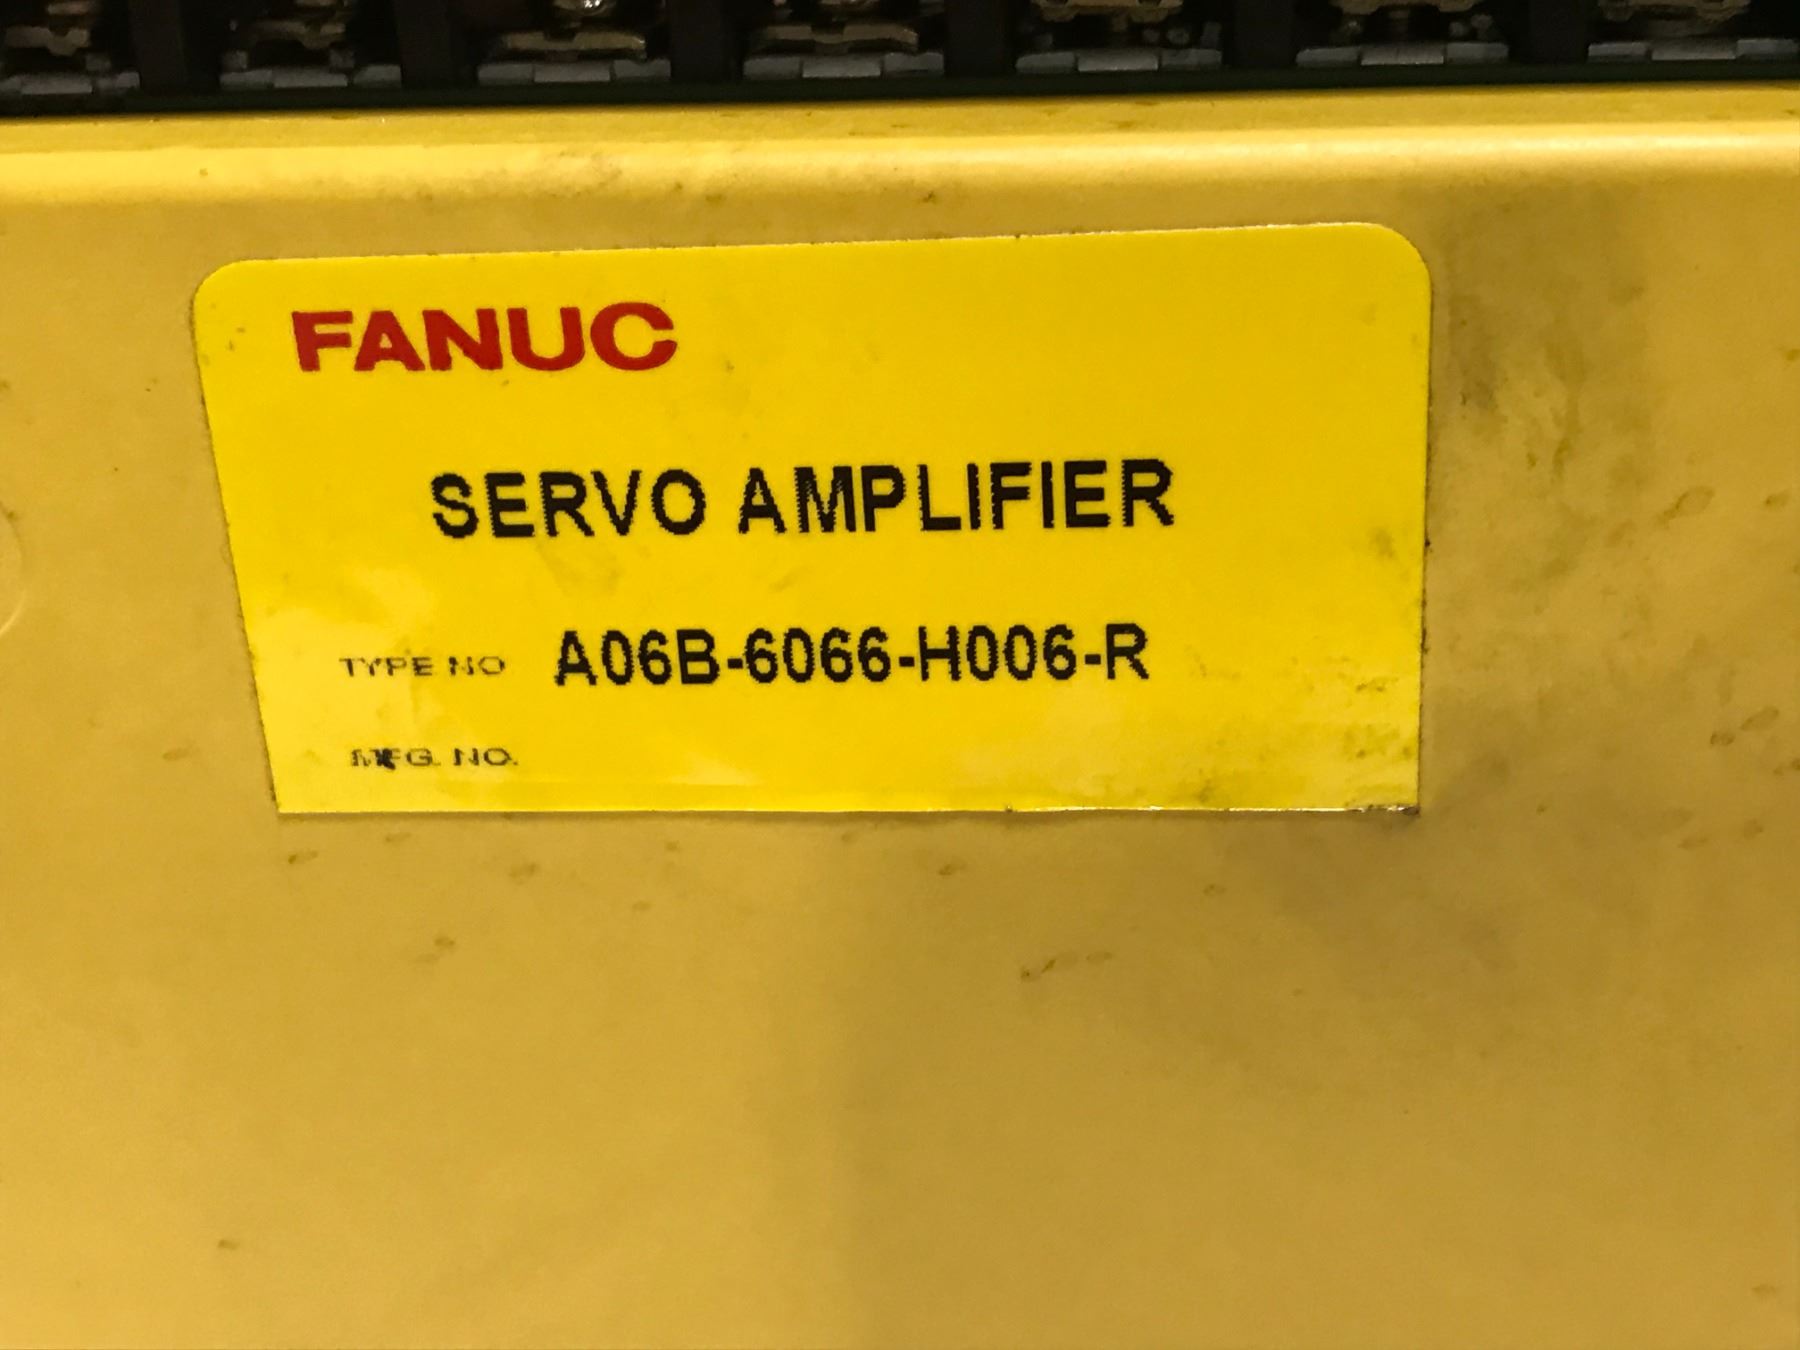 FANUC
SERVO AMPLIFIER
TYPE NO A06B-6066-H006-R
MFG. NO.